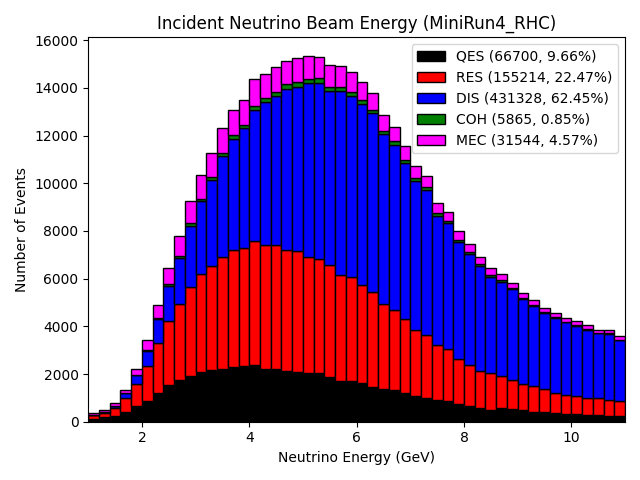 Incident Neutrino Beam Energy (MiniRun4_RHC)
16000
14000
12000
10000
8000
6000
4000
2000
0
Number of Events
QES (66700, 9.66%)
RES (155214, 22.47%)
DIS (431328, 62.45%)
COH (5865, 0.85%)
MEC (31544, 4.57%)
2 4 6 8 10
Neutrino Energy (GeV)